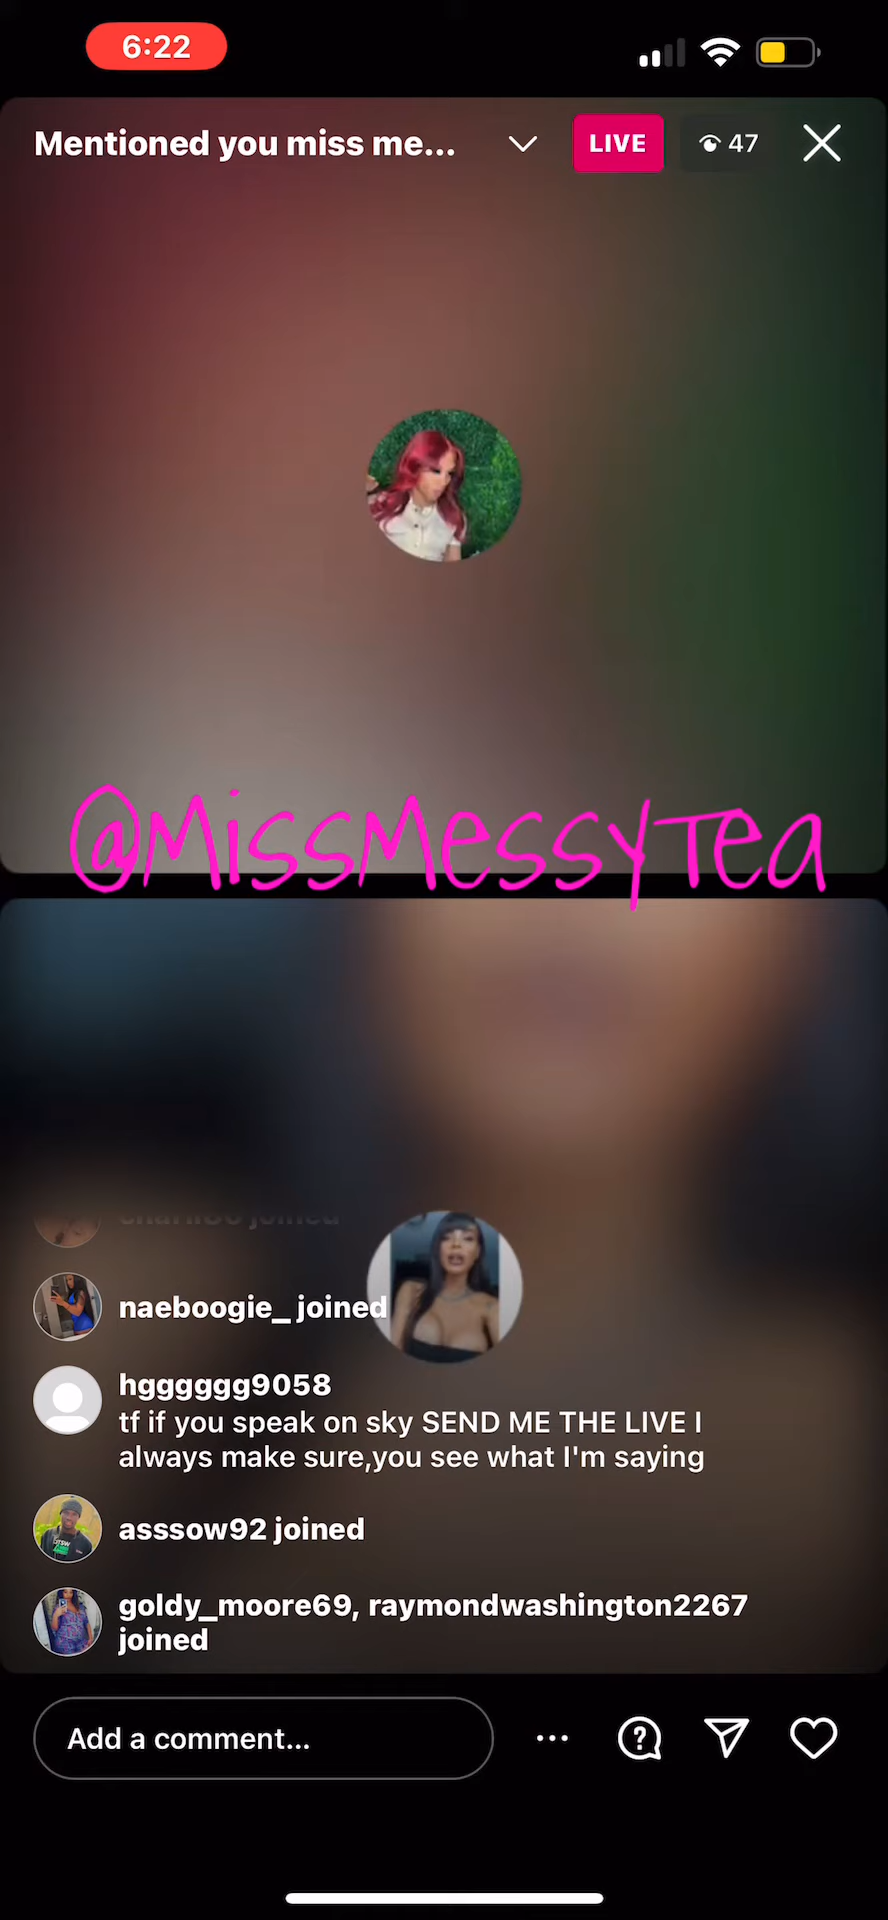 6:22
Mentioned you miss me...
LIVE
47
@MissMessyTea
naeboogie_ joined
hgggggg9058
tf if you speak on sky SEND ME THE LIVE I
always make sure,you see what I'm saying
asssow92 joined
goldy_moore69, raymondwashington2267
joined
Add a comment...